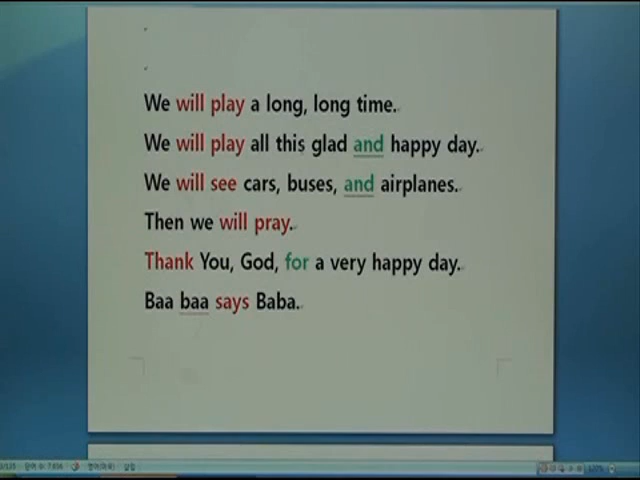 We will play a long, long time.
We will play all this glad and happy day.
We will see cars, buses, and airplanes.
Then we will pray.
Thank You, God, for a very happy day.
Baa baa says Baba.
120%